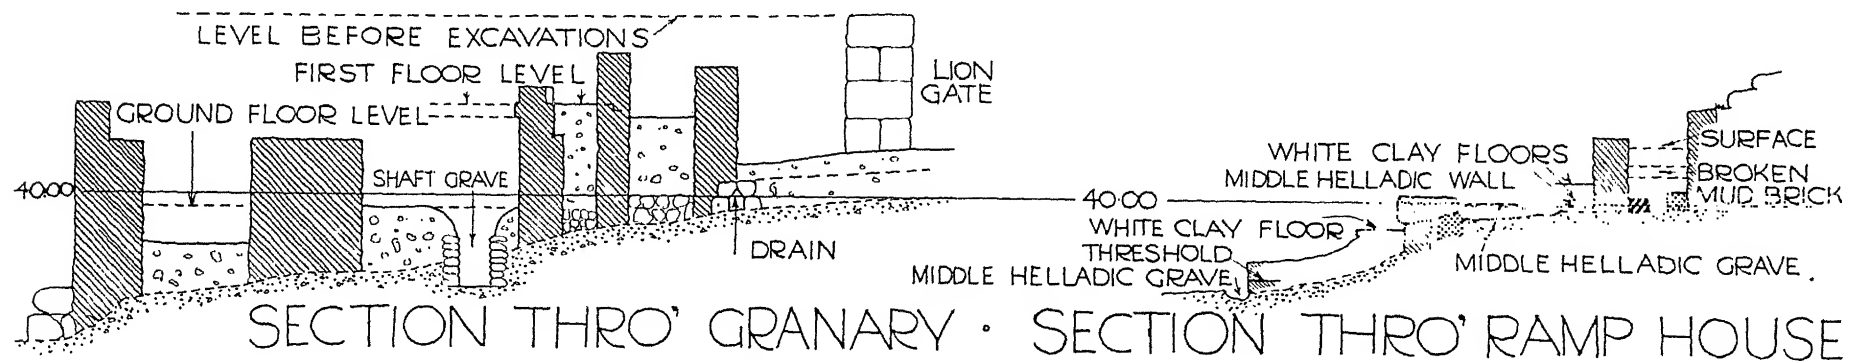 LEVEL BEFORE EXCAVATIONS
FIRST FLOOR LEVEL
GROUND FLOOR LEVEL
LION
GATE
40.00
SHAFT GRAVE
DRAIN
40.00
WHITE CLAY FLOORS
MIDDLE HELLADIC WALL
SURFACE
BROKEN
MUD BRICK
WHITE CLAY FLOOR
THRESHOLD
MIDDLE HELLADIC GRAVE
MIDDLE HELLADIC GRAVE.
SECTION THRO' GRANARY · SECTION THRO' RAMP HOUSE